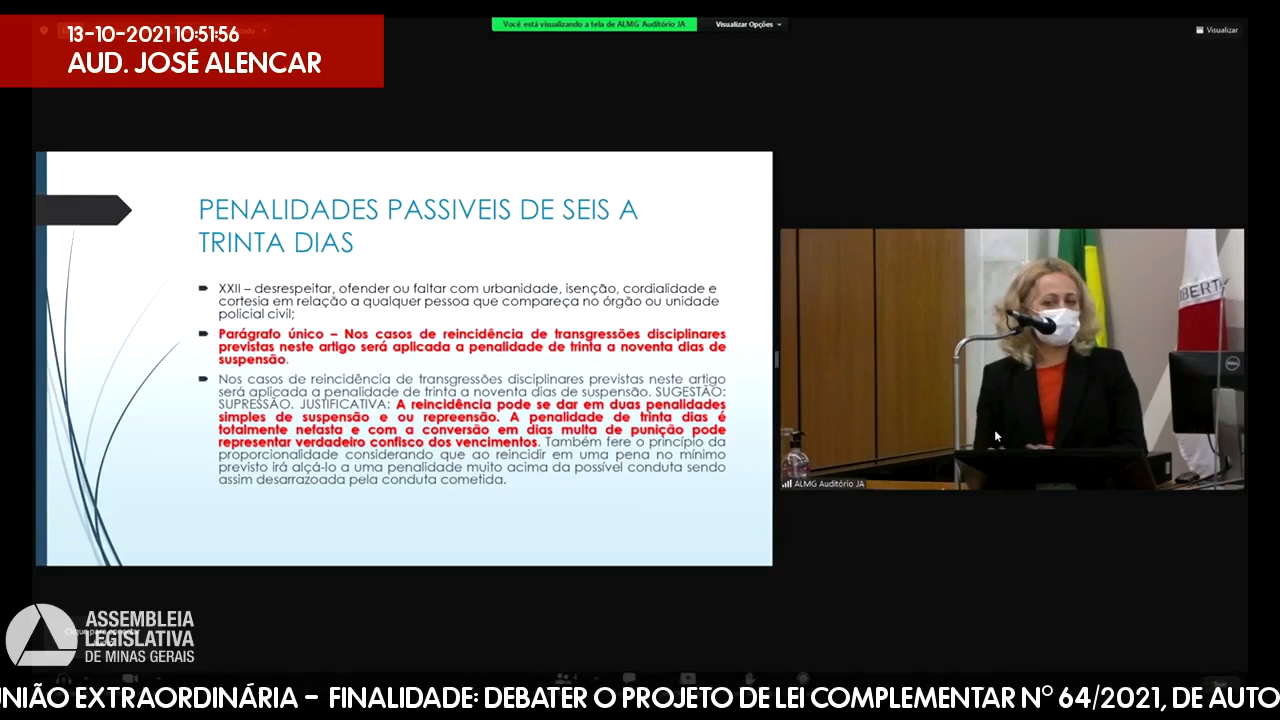 13-10-2021 10:51:56
AUD. JOSÉ ALENCAR
Você está visualizando a tela de ALMG Auditório JA
Visualizar Opções
Visualizar
PENALIDADES PASSIVEIS DE SEIS A
TRINTA DIAS
XXII – desrespeitar, ofender ou faltar com urbanidade, isenção, cordialidade e
cortesia em relação a qualquer pessoa que compareça no órgão ou unidade
policial civil;
Parágrafo único – Nos casos de reincidência de transgressões disciplinares
previstas neste artigo será aplicada a penalidade de trinta a noventa dias de
suspensão.
Nos casos de reincidência de transgressões disciplinares previstas neste artigo
será aplicada a penalidade de trinta a noventa dias de suspensão. SUGESTÃO:
SUPRESSÃO. JUSTIFICATIVA: A reincidência pode se dar em duas penalidades
simples de suspensão e ou repreensão. A penalidade de trinta dias é
totalmente nefasta e com a conversão em dias multa de punição pode
representar verdadeiro confisco dos vencimentos. Também fere o princípio da
proporcionalidade considerando que ao reincidir em uma pena no mínimo
previsto irá alçá-lo a uma penalidade muito acima da possível conduta sendo
assim desarrazoada pela conduta cometida.
IBERTA
DELL
ALMG Auditório JA
ASSEMBLEIA
LEGISLATIVA
DE MINAS GERAIS
UNIÃO EXTRAORDINÁRIA - FINALIDADE: DEBATER O PROJETO DE LEI COMPLEMENTAR Nº 64/2021, DE AUTO